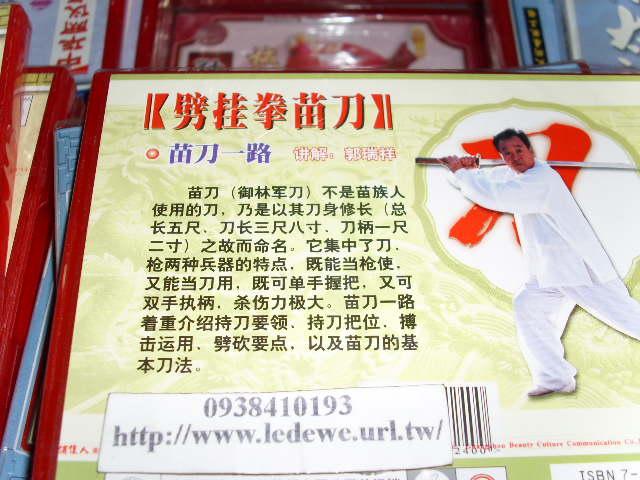 劈挂拳苗刀
苗刀一路 讲解：郭瑞祥
苗刀（御林军刀）不是苗族人
使用的刀，乃是以其刀身修长（总
长五尺．刀长三尺八寸．刀柄一尺
二寸）之故而命名。它集中了刀．
枪两种兵器的特点，既能当枪使，
又能当刀用，既可单手握把，又可
双手执柄，杀伤力极大。苗刀一路
着重介绍持刀要领．持刀把位．搏
击运用．劈砍要点，以及苗刀的基
本刀法。
刀
0938410193
http://www.ledewe.url.tw/
Beauty Culture Communication Co.
ISBN 7-